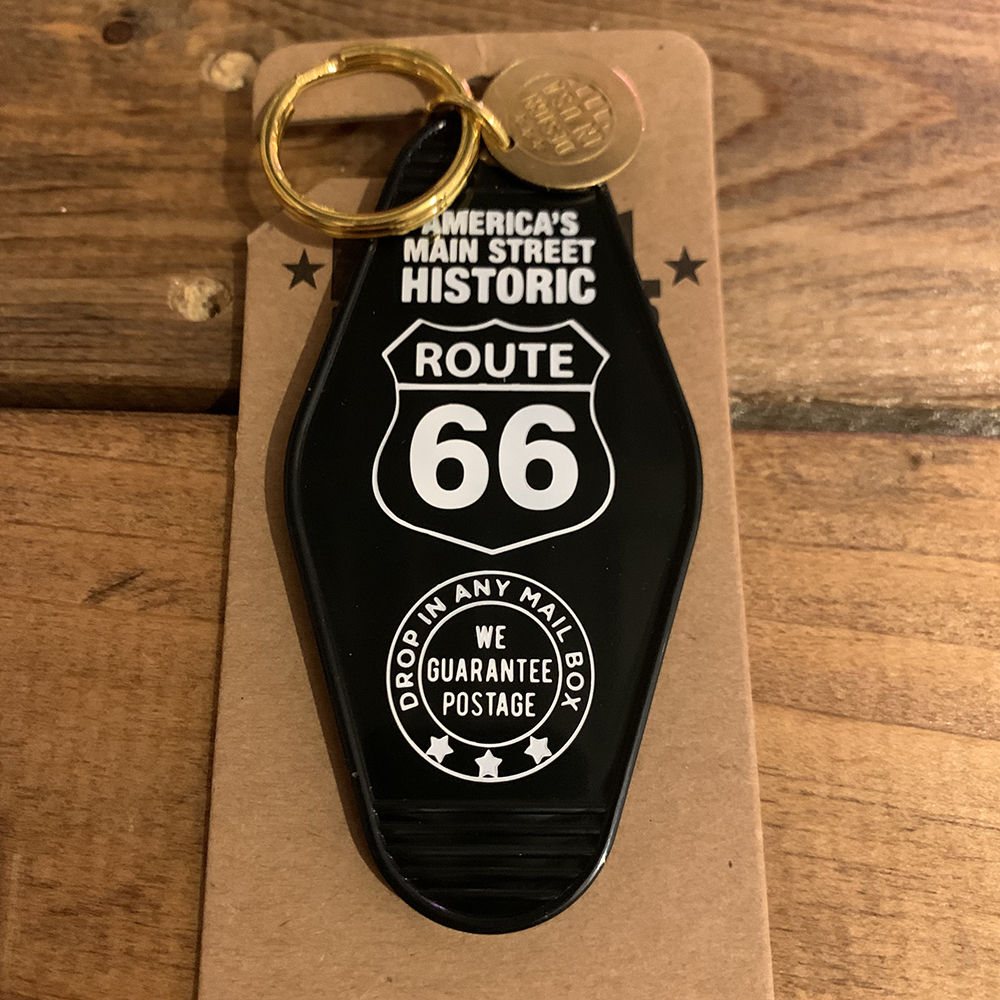 AMERICA'S
MAIN STREET
HISTORIC
ROUTE
66
DROP IN ANY MAIL BOX
WE
GUARANTEE
POSTAGE